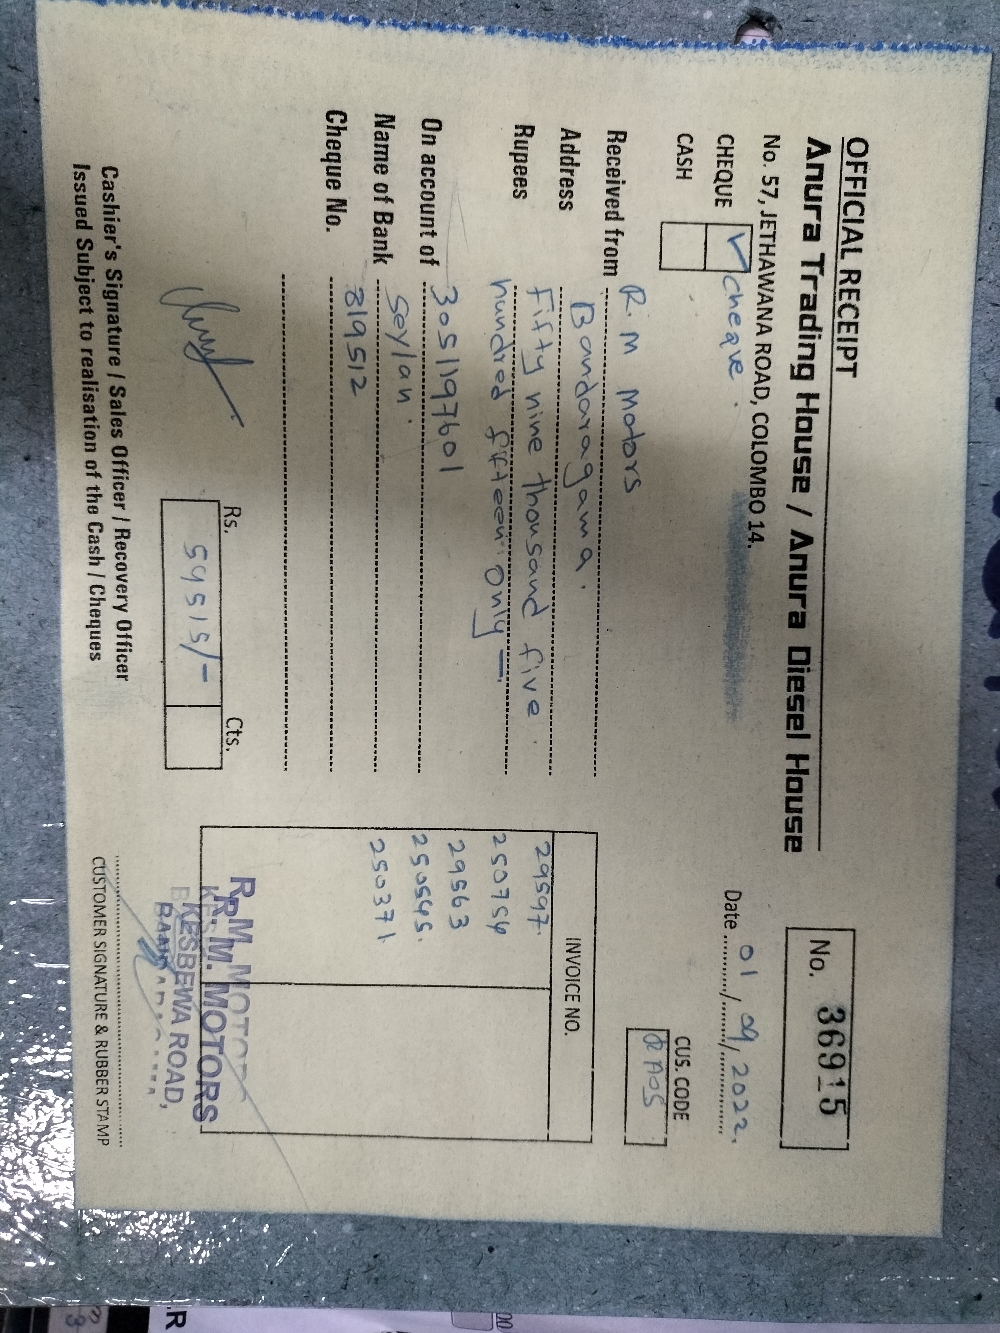 OFFICIAL RECEIPT
Anura Trading House / Anura Diesel House
No. 57, JETHAWANA ROAD, COLOMBO 14.
No. 36915
Date 01/09/2022.
CHEQUE ✓ cheque.
CASH
CUS. CODE
RA05
Received from R.M Motors
Address Bandaragama.
Rupees Fifty nine thousand five
hundred fifteen only —
On account of 3051197601
Name of Bank Seylan
Cheque No. 819512
INVOICE NO.
29597.
250754
29563
250545.
250371.
Rs. Cts.
59515/-
R.M. MOTORS
KESBEWA ROAD,
Cashier's Signature / Sales Officer / Recovery Officer
Issued Subject to realisation of the Cash / Cheques
CUSTOMER SIGNATURE & RUBBER STAMP